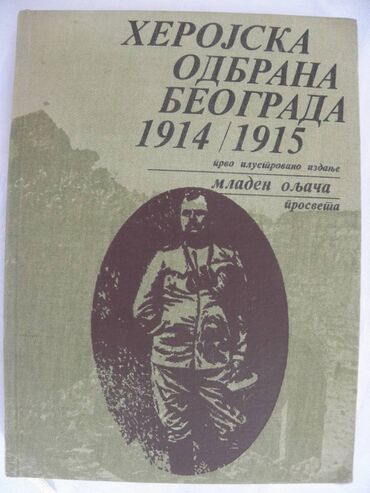 ХЕРОЈСКА
ОДБРАНА
БЕОГРАДА
1914/1915
прво илустровано издање
младен ољача
просвета